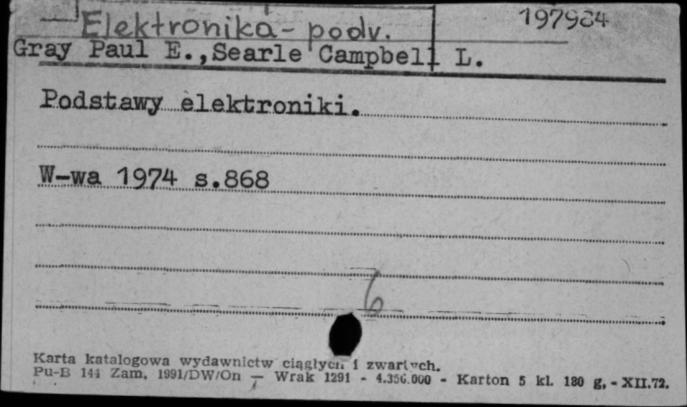 Elektronika-podv. 197984
Gray Paul E.,Searle Campbell L.
Podstawy elektroniki.
W-wa 1974 s.868
6
Karta katalogowa wydawnictw ciągłych i zwartych.
Pu-B 144 Zam. 1991/DW/On — Wrak 1291 - 4.356.000 - Karton 5 kl. 180 g. - XII.72.